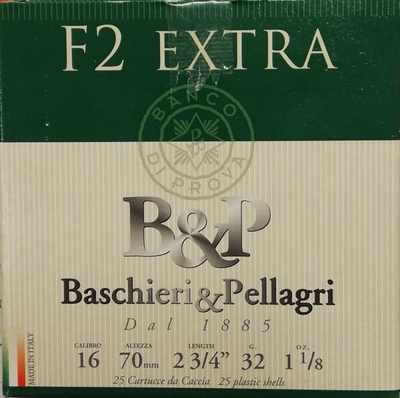 F2 EXTRA
BANCO DI PROVA
B&P
Baschieri&Pellagri
Dal 1885
CALIBRO ALTEZZA LENGTH G. OZ.
16 70mm 2 3/4” 32 1 1/8
25 Cartucce da Caccia 25 plastic shells
MADE IN ITALY